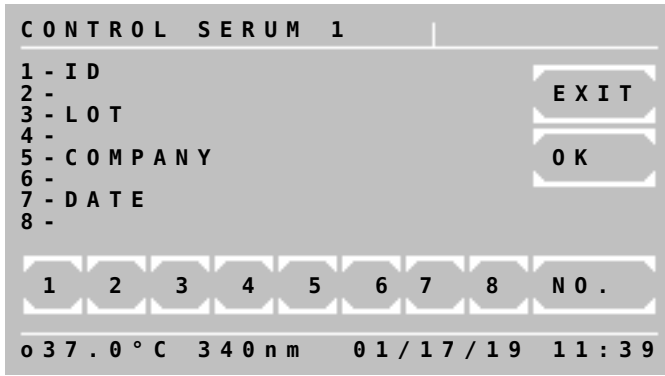 CONTROL SERUM 1
1-ID
2-
EXIT
3-LOT
4-
5-COMPANY
OK
6-
7-DATE
8-
1 2 3 4 5 6 7 8 NO.
o37.0°C 340nm 01/17/19 11:39